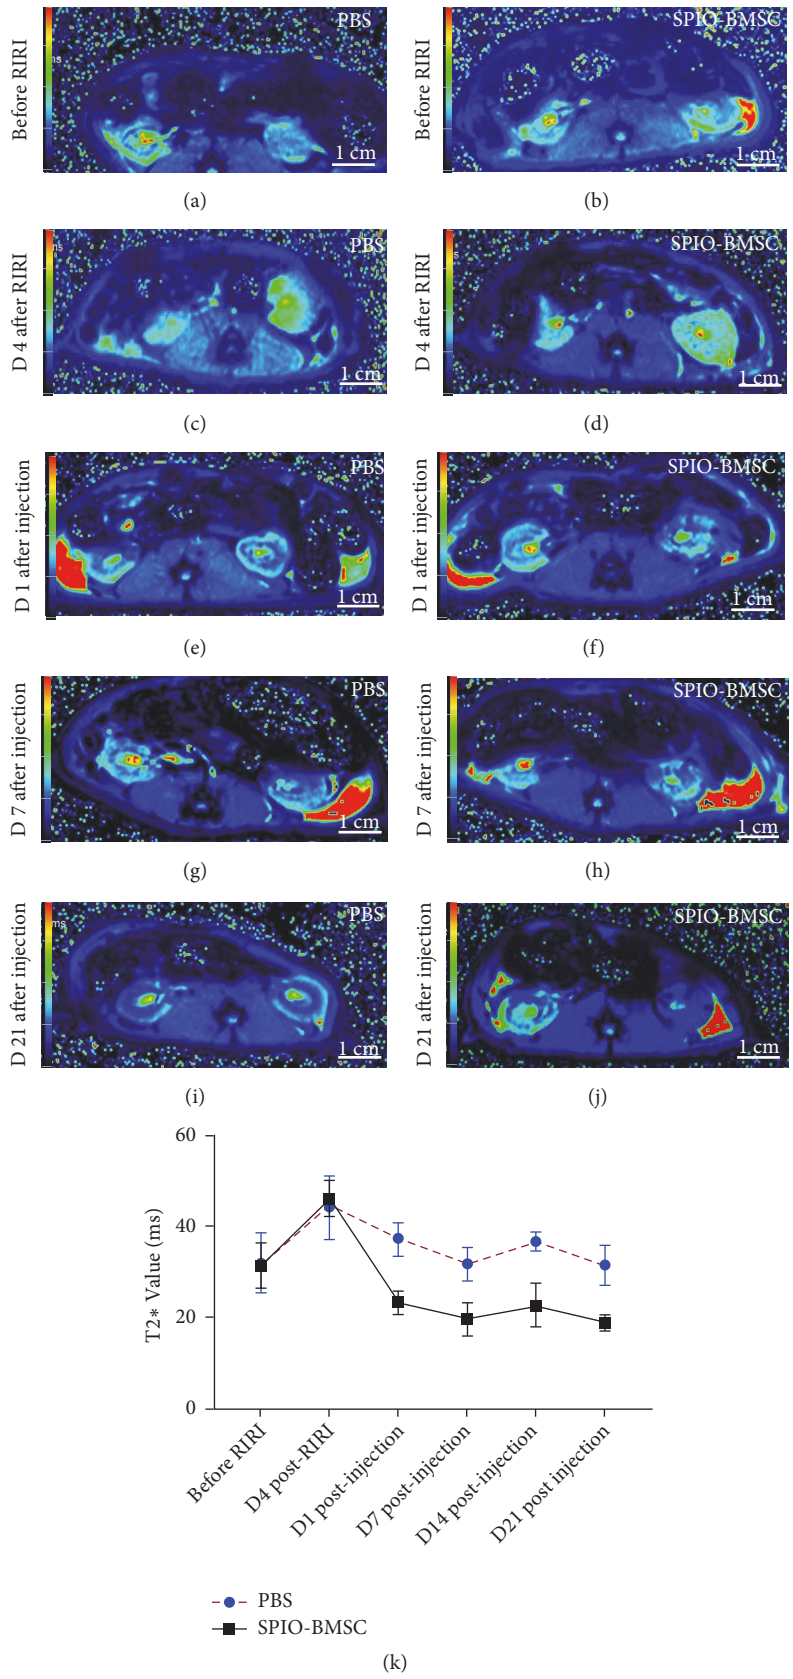 Before RIRI
ms
PBS
1 cm
(a)
Before RIRI
SPIO-BMSC
1 cm
(b)
D 4 after RIRI
ms
PBS
1 cm
(c)
D 4 after RIRI
s
SPIO-BMSC
1 cm
(d)
D 1 after injection
PBS
1 cm
(e)
D 1 after injection
SPIO-BMSC
1 cm
(f)
D 7 after injection
PBS
1 cm
(g)
D 7 after injection
SPIO-BMSC
1 cm
(h)
D 21 after injection
ms
PBS
1 cm
(i)
D 21 after injection
SPIO-BMSC
1 cm
(j)
T2* Value (ms)
60
40
20
0
Before RIRI
D4 post-RIRI
D1 post-injection
D7 post-injection
D14 post-injection
D21 post injection
PBS
SPIO-BMSC
(k)